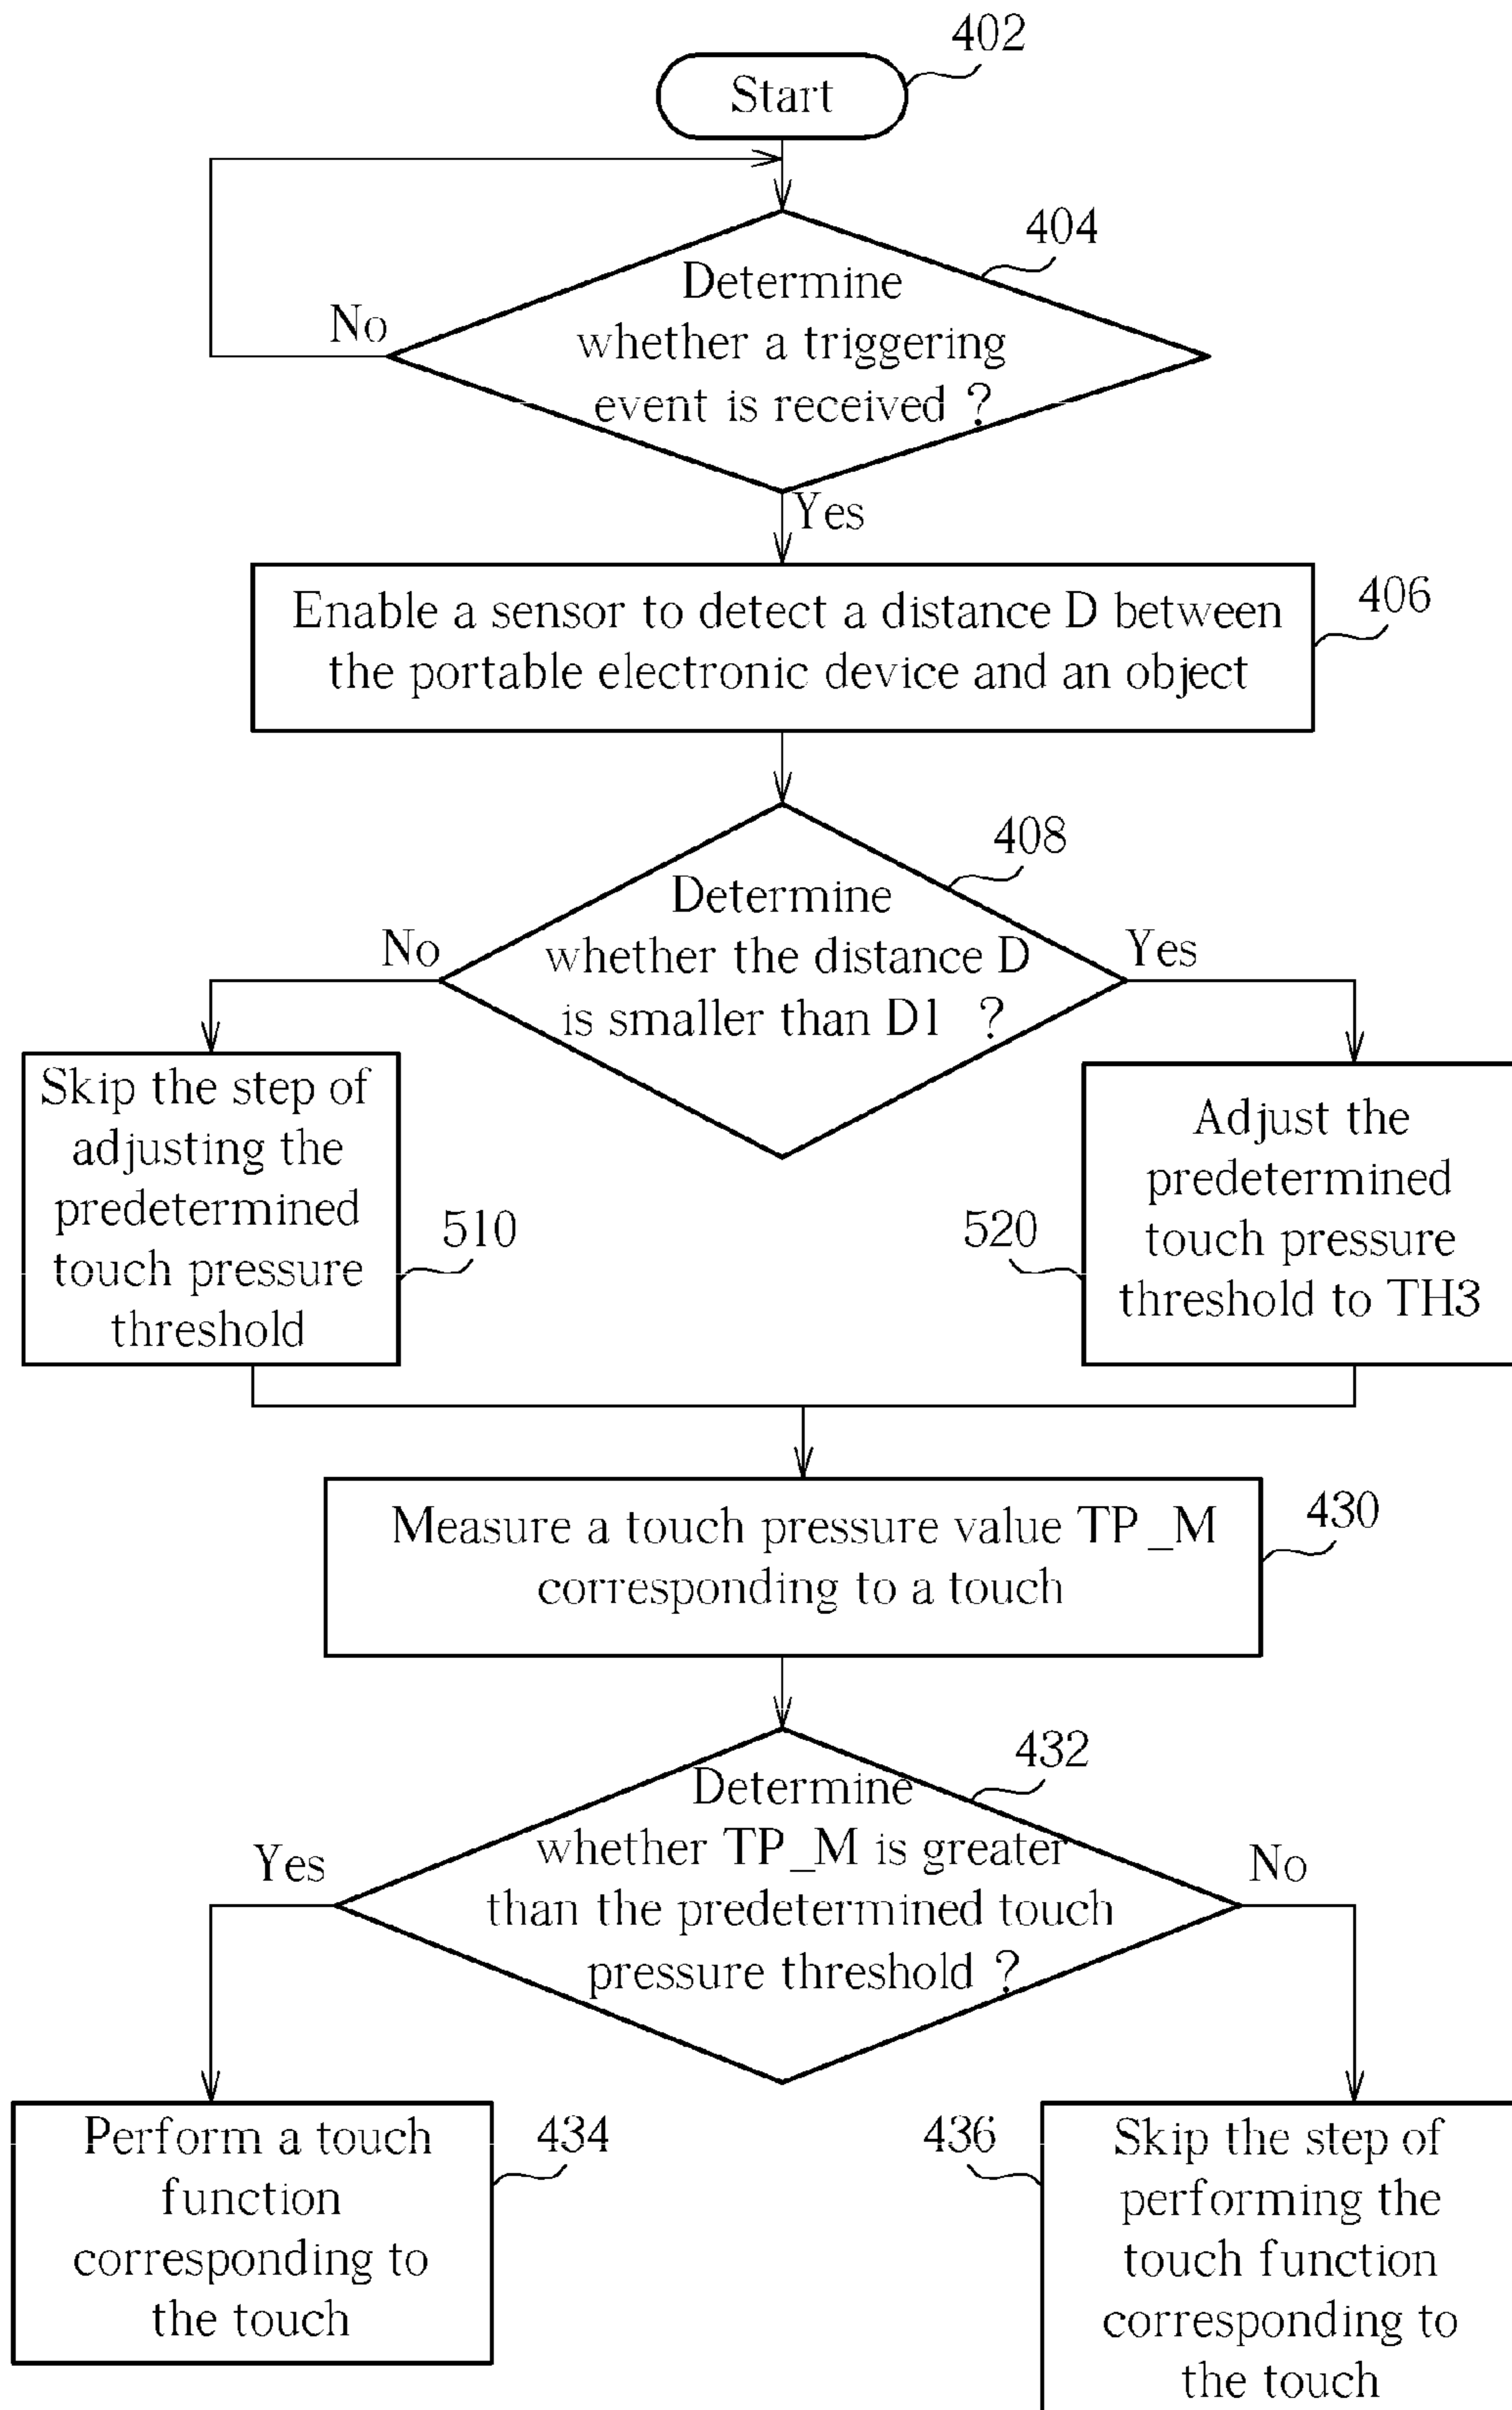 402
Start
404
Determine
whether a triggering
event is received ?
No
Yes
406
Enable a sensor to detect a distance D between
the portable electronic device and an object
408
Determine
whether the distance D
is smaller than D1 ?
No
Yes
Skip the step of
adjusting the
predetermined
touch pressure
threshold
510
520
Adjust the
predetermined
touch pressure
threshold to TH3
Measure a touch pressure value TP_M
corresponding to a touch
430
432
Determine
whether TP_M is greater
than the predetermined touch
pressure threshold ?
Yes
No
Perform a touch
function
corresponding to
the touch
434
436
Skip the step of
performing the
touch function
corresponding to
the touch